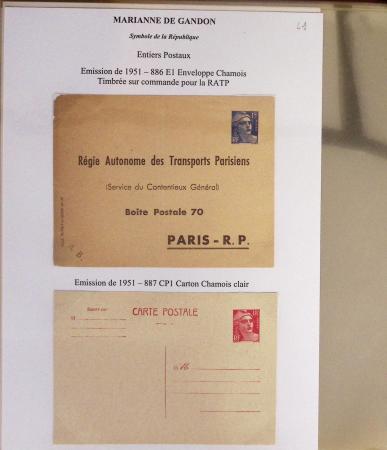 MARIANNE DE GANDON
Symbole de la République
Entiers Postaux
Emission de 1951 – 886 E1 Enveloppe Chamois
Timbrée sur commande pour la RATP
Régie Autonome des Transports Parisiens
(Service du Contentieux Général)
Boîte Postale 70
PARIS - R. P.
Emission de 1951 – 887 CP1 Carton Chamois clair
CARTE POSTALE
M